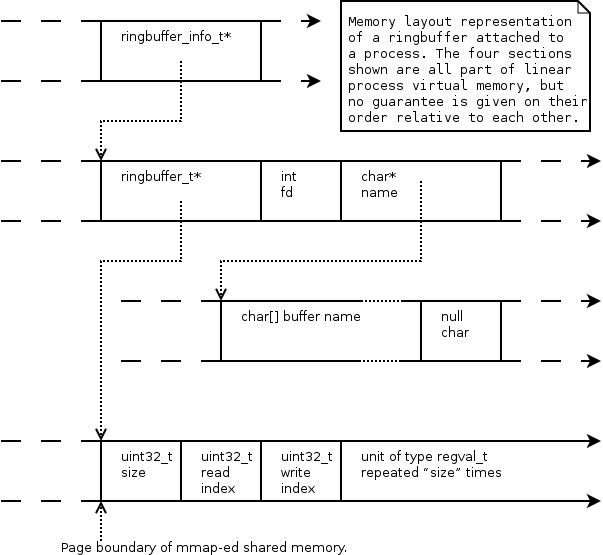 ringbuffer_info_t*
Memory layout representation
of a ringbuffer attached to
a process. The four sections
shown are all part of linear
process virtual memory, but
no guarantee is given on their
order relative to each other.
ringbuffer_t*
int
fd
char*
name
char[] buffer name
null
char
uint32_t
size
uint32_t
read
index
uint32_t
write
index
unit of type regval_t
repeated “size” times
Page boundary of mmap-ed shared memory.